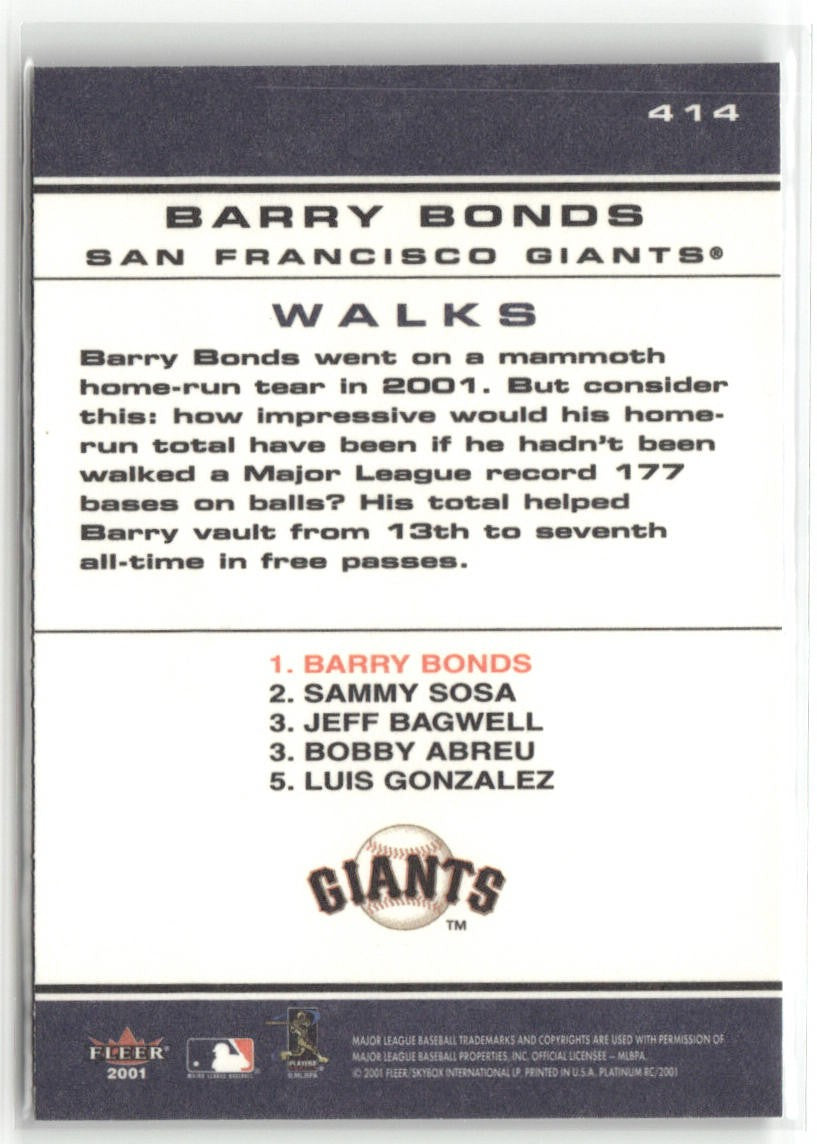 414
BARRY BONDS
SAN FRANCISCO GIANTS®
WALKS
Barry Bonds went on a mammoth
home-run tear in 2001. But consider
this: how impressive would his home-
run total have been if he hadn't been
walked a Major League record 177
bases on balls? His total helped
Barry vault from 13th to seventh
all-time in free passes.
1. BARRY BONDS
2. SAMMY SOSA
3. JEFF BAGWELL
3. BOBBY ABREU
5. LUIS GONZALEZ
GIANTS
TM
FLEER®
2001
MAJOR LEAGUE BASEBALL
PLAYERS
©MLBPA
MAJOR LEAGUE BASEBALL TRADEMARKS AND COPYRIGHTS ARE USED WITH PERMISSION OF
MAJOR LEAGUE BASEBALL PROPERTIES, INC. OFFICIAL LICENSEE – MLBPA.
© 2001 FLEER/SKYBOX INTERNATIONAL LP. PRINTED IN U.S.A. PLATINUM RC/2001